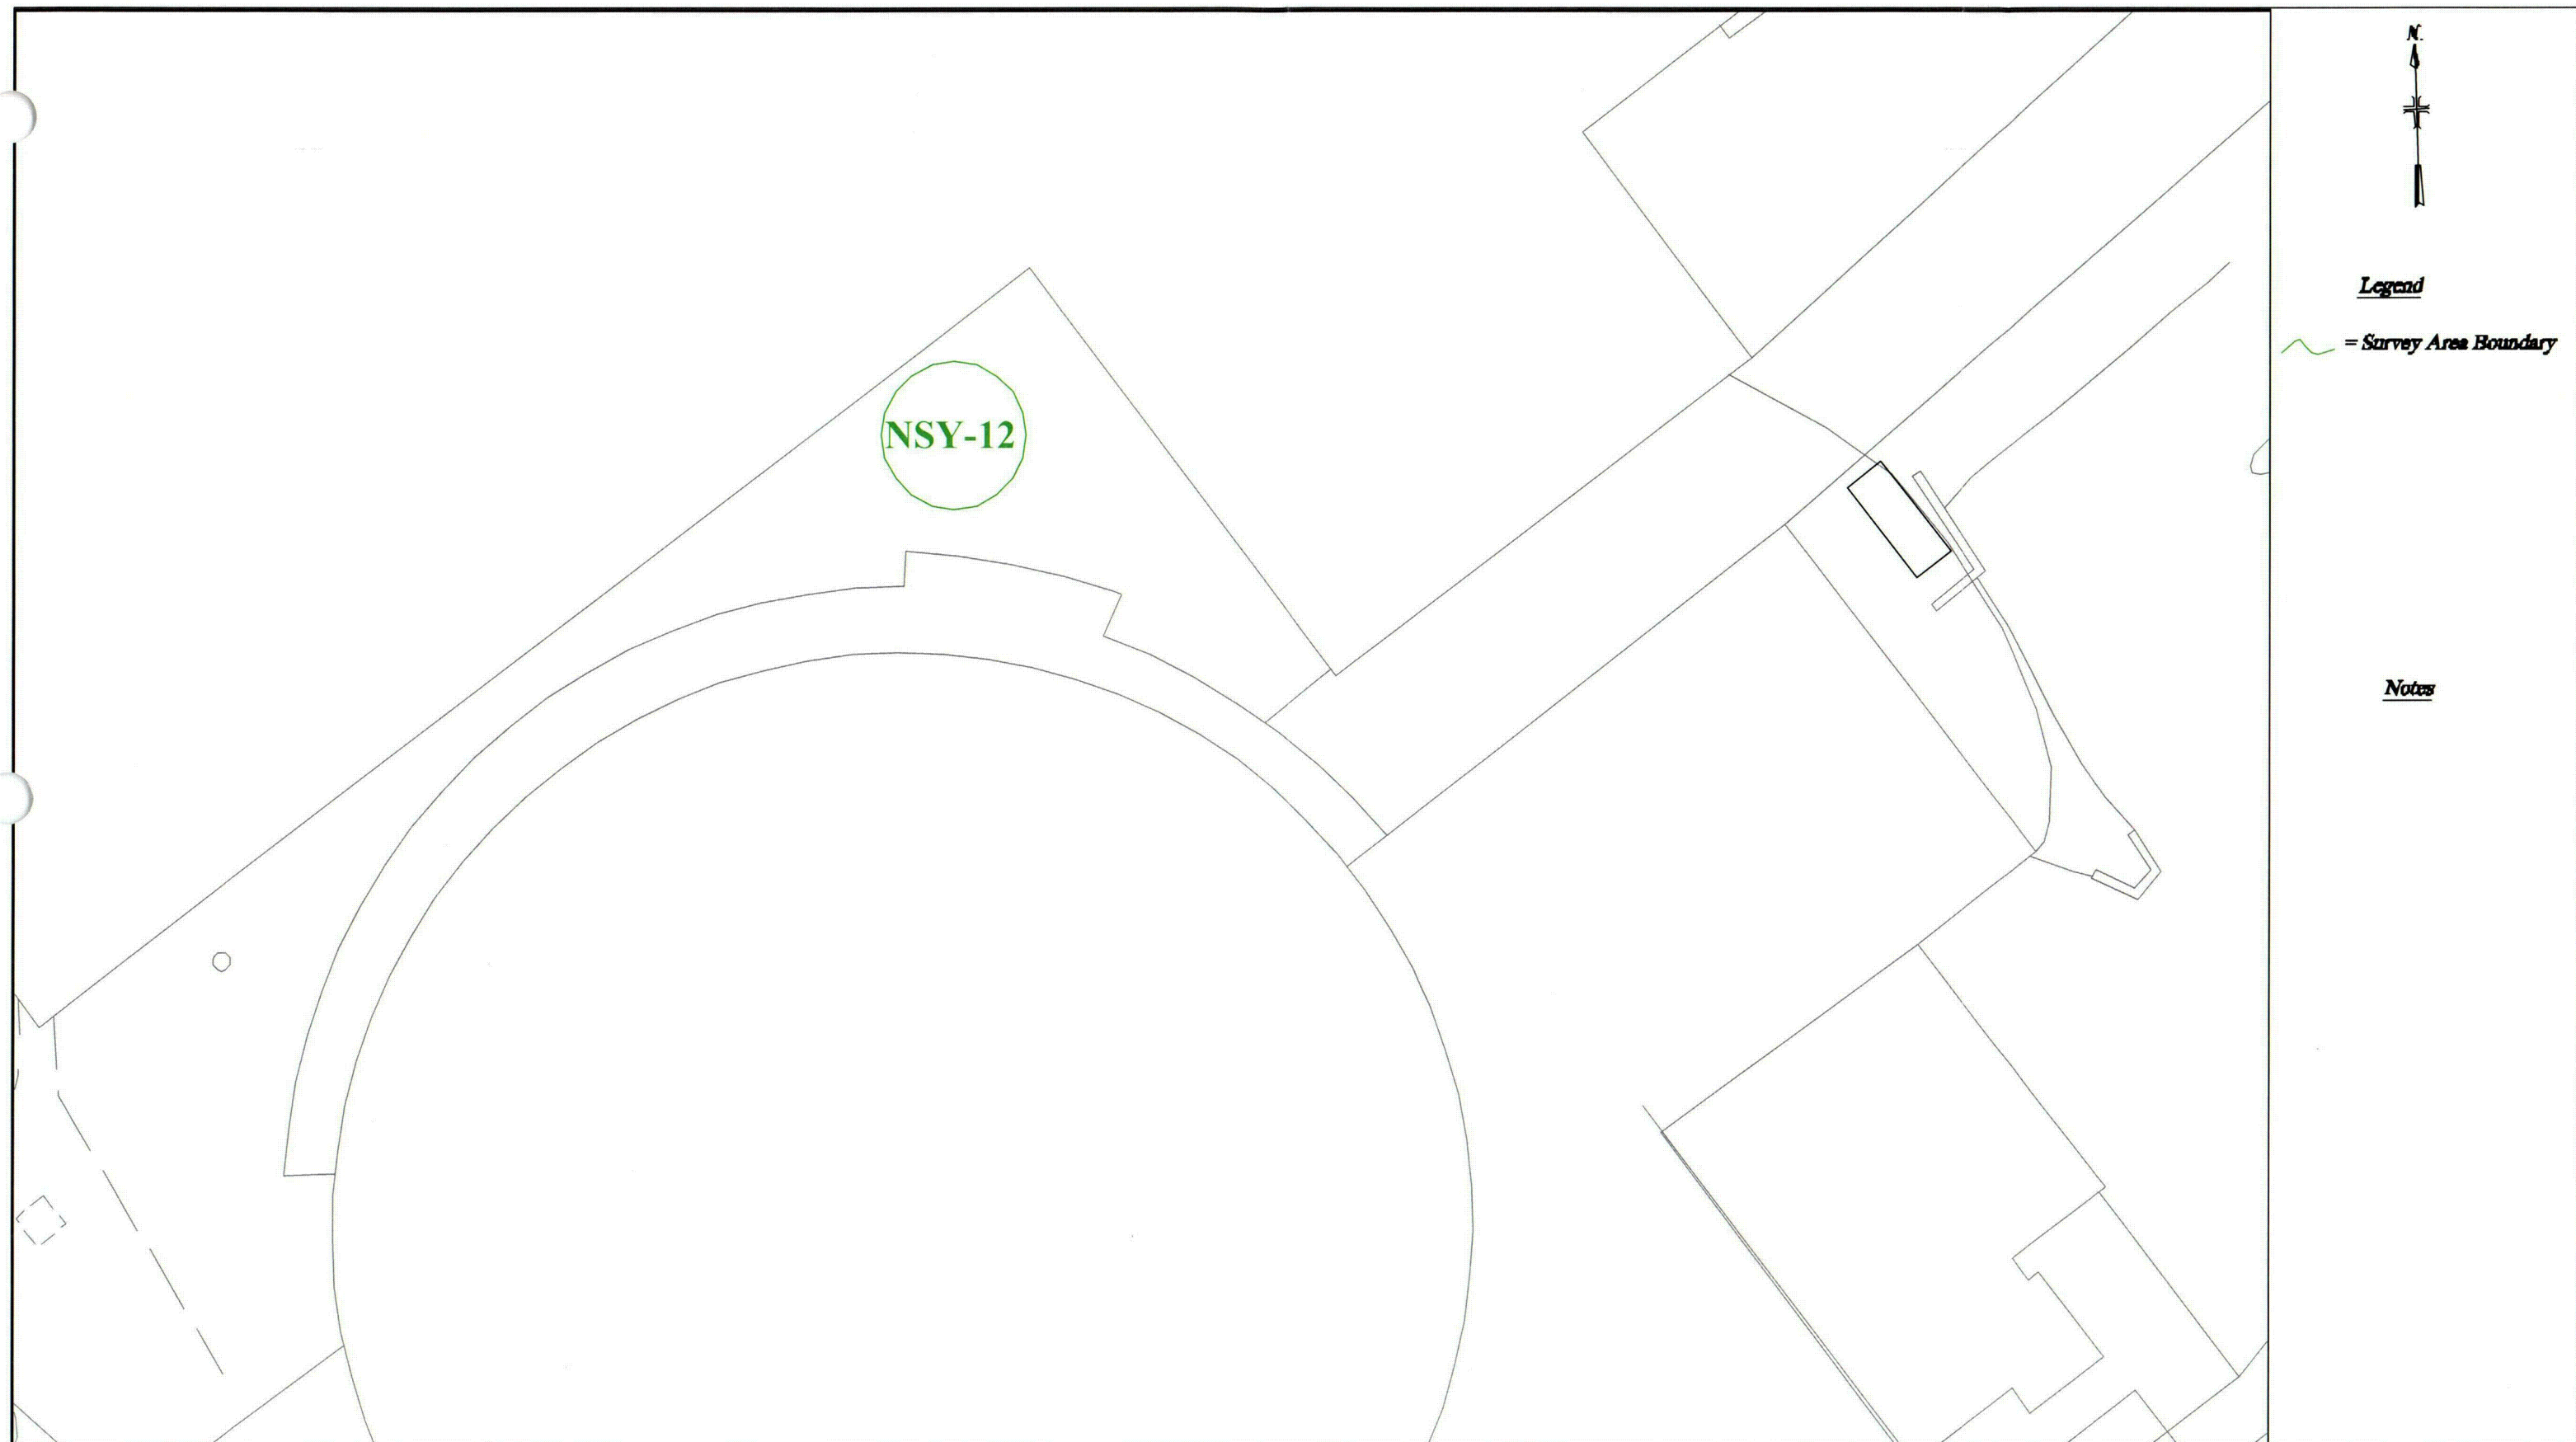 N
Legend
= Survey Area Boundary
NSY-12
Notes